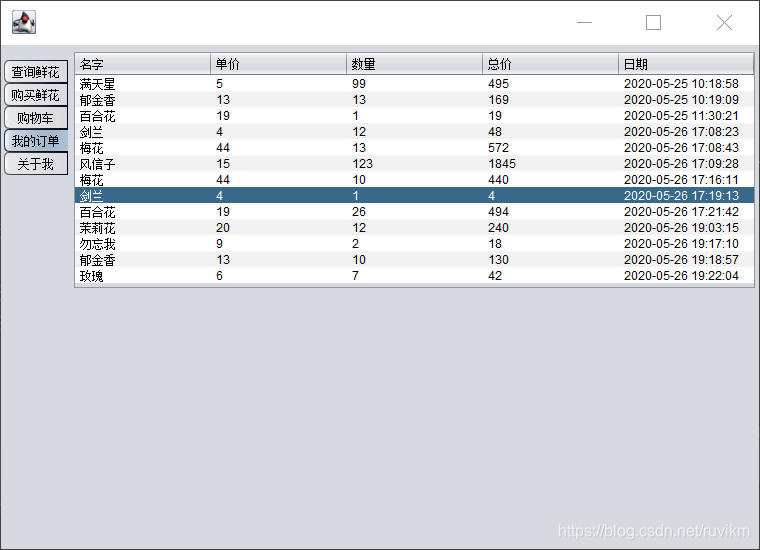 查询鲜花
购买鲜花
购物车
我的订单
关于我
名字 单价 数量 总价 日期
满天星 5 99 495 2020-05-25 10:18:58
郁金香 13 13 169 2020-05-25 10:19:09
百合花 19 1 19 2020-05-25 11:30:21
剑兰 4 12 48 2020-05-26 17:08:23
梅花 44 13 572 2020-05-26 17:08:43
风信子 15 123 1845 2020-05-26 17:09:28
梅花 44 10 440 2020-05-26 17:16:11
剑兰 4 1 4 2020-05-26 17:19:13
百合花 19 26 494 2020-05-26 17:21:42
茉莉花 20 12 240 2020-05-26 19:03:15
勿忘我 9 2 18 2020-05-26 19:17:10
郁金香 13 10 130 2020-05-26 19:18:57
玫瑰 6 7 42 2020-05-26 19:22:04
https://blog.csdn.net/ruvikm